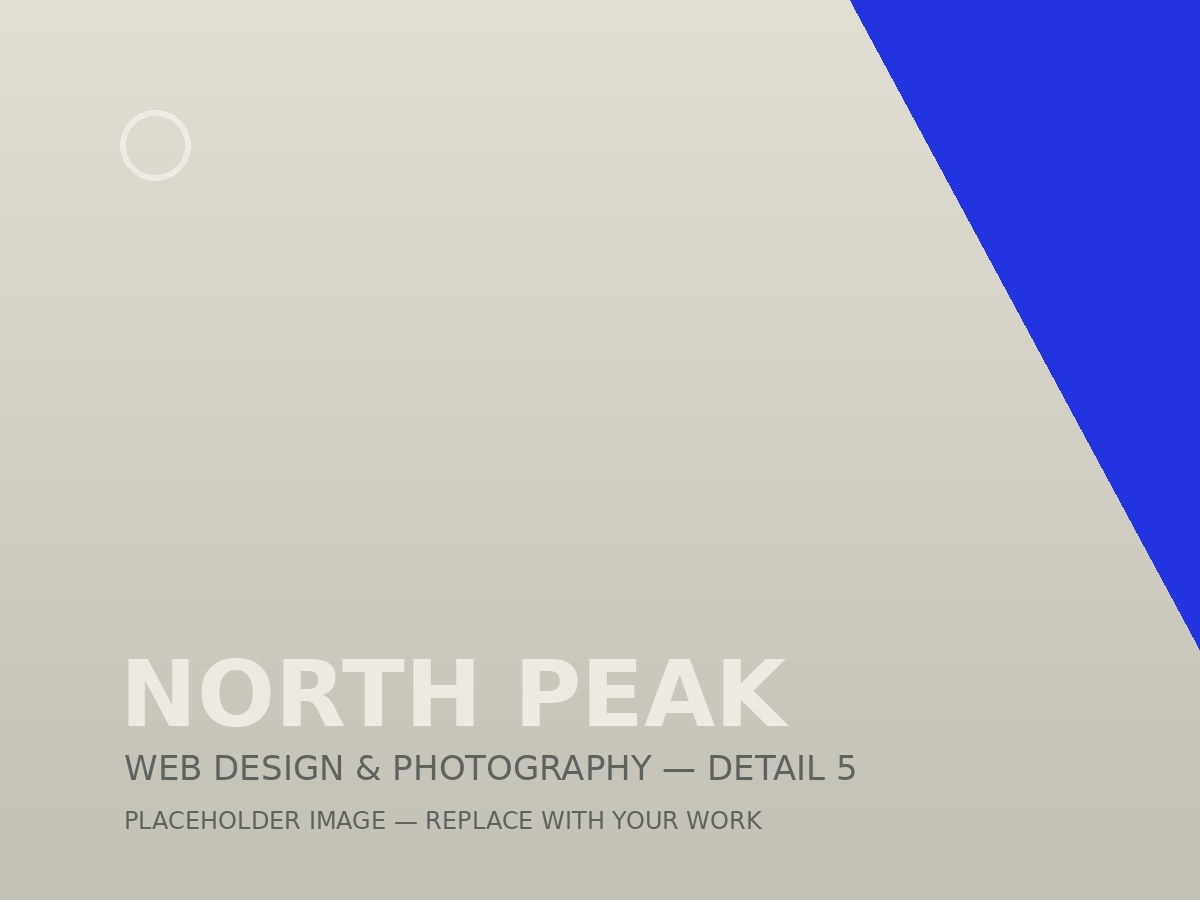 NORTH PEAK
WEB DESIGN & PHOTOGRAPHY — DETAIL 5
PLACEHOLDER IMAGE — REPLACE WITH YOUR WORK